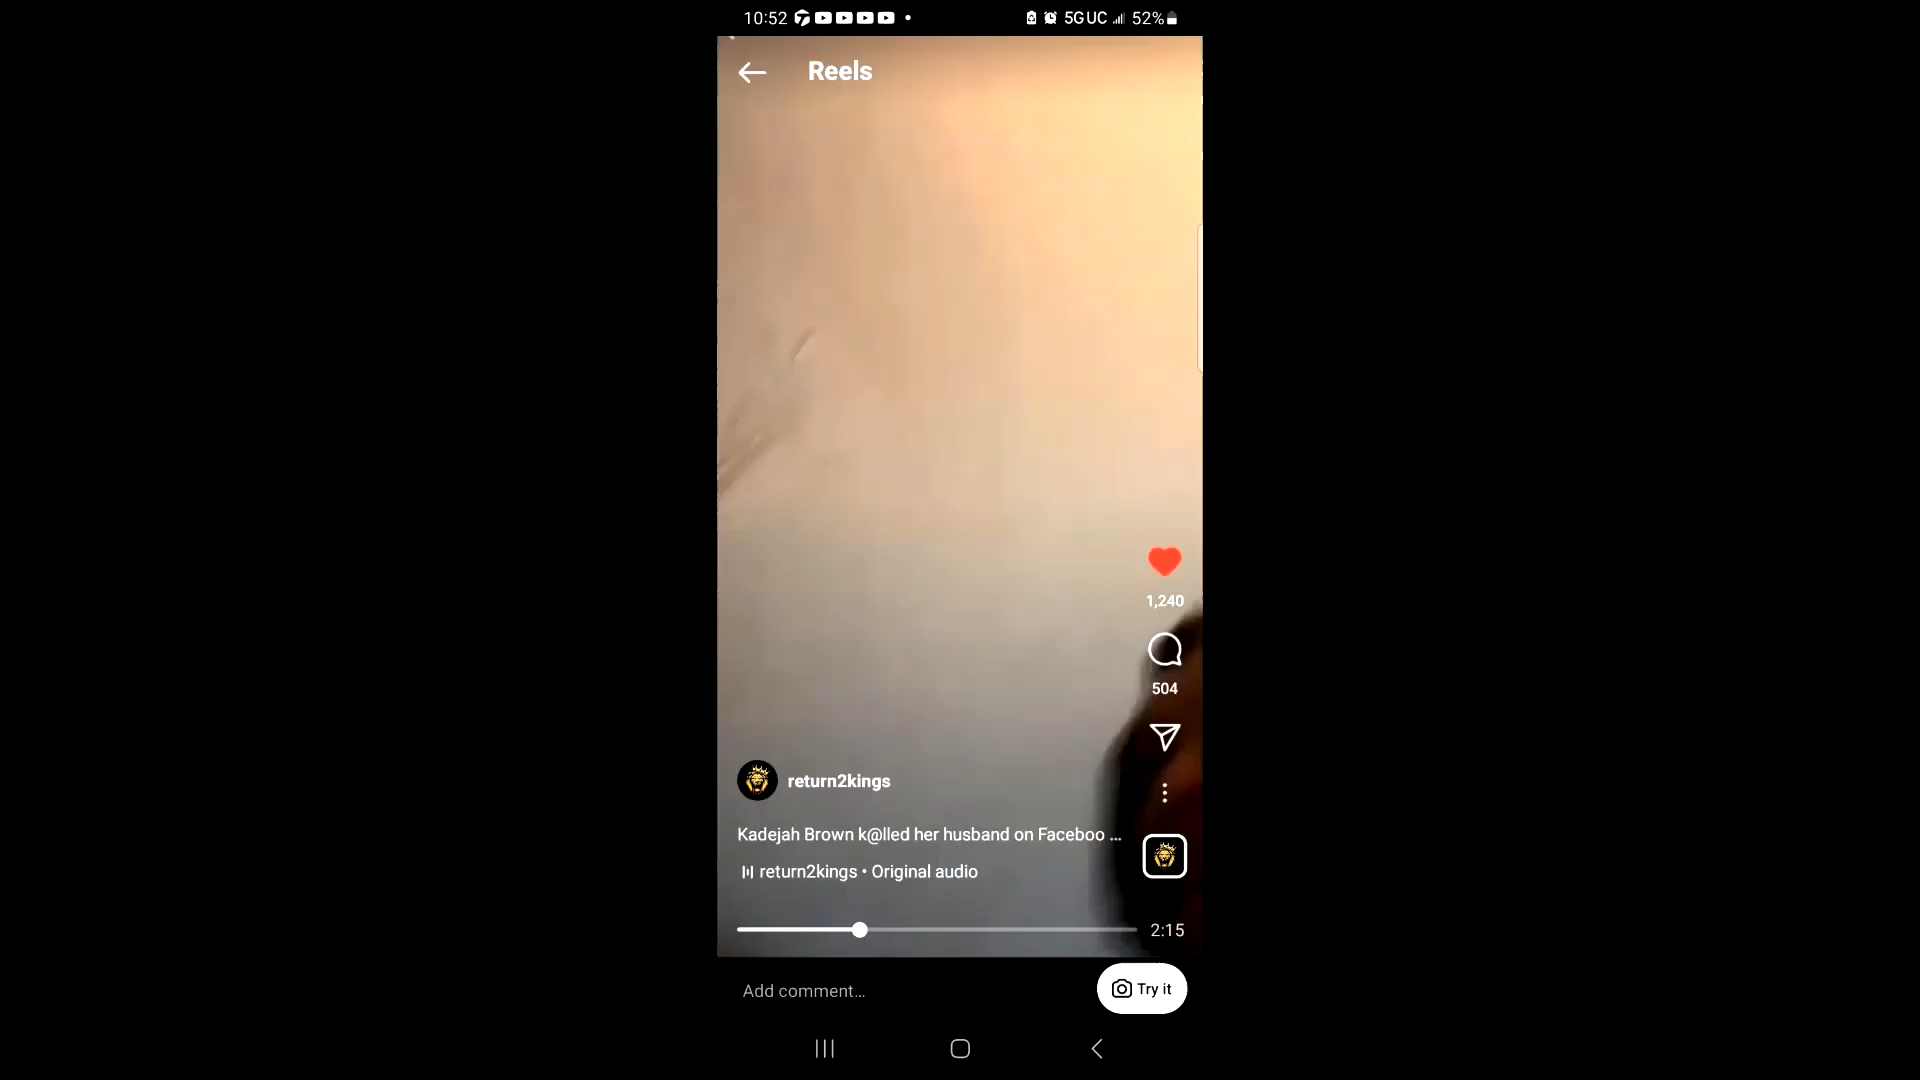 10:52 5G UC 52%
Reels
1,240
504
return2kings
Kadejah Brown k@lled her husband on Faceboo ...
return2kings • Original audio
2:15
Add comment...
Try it